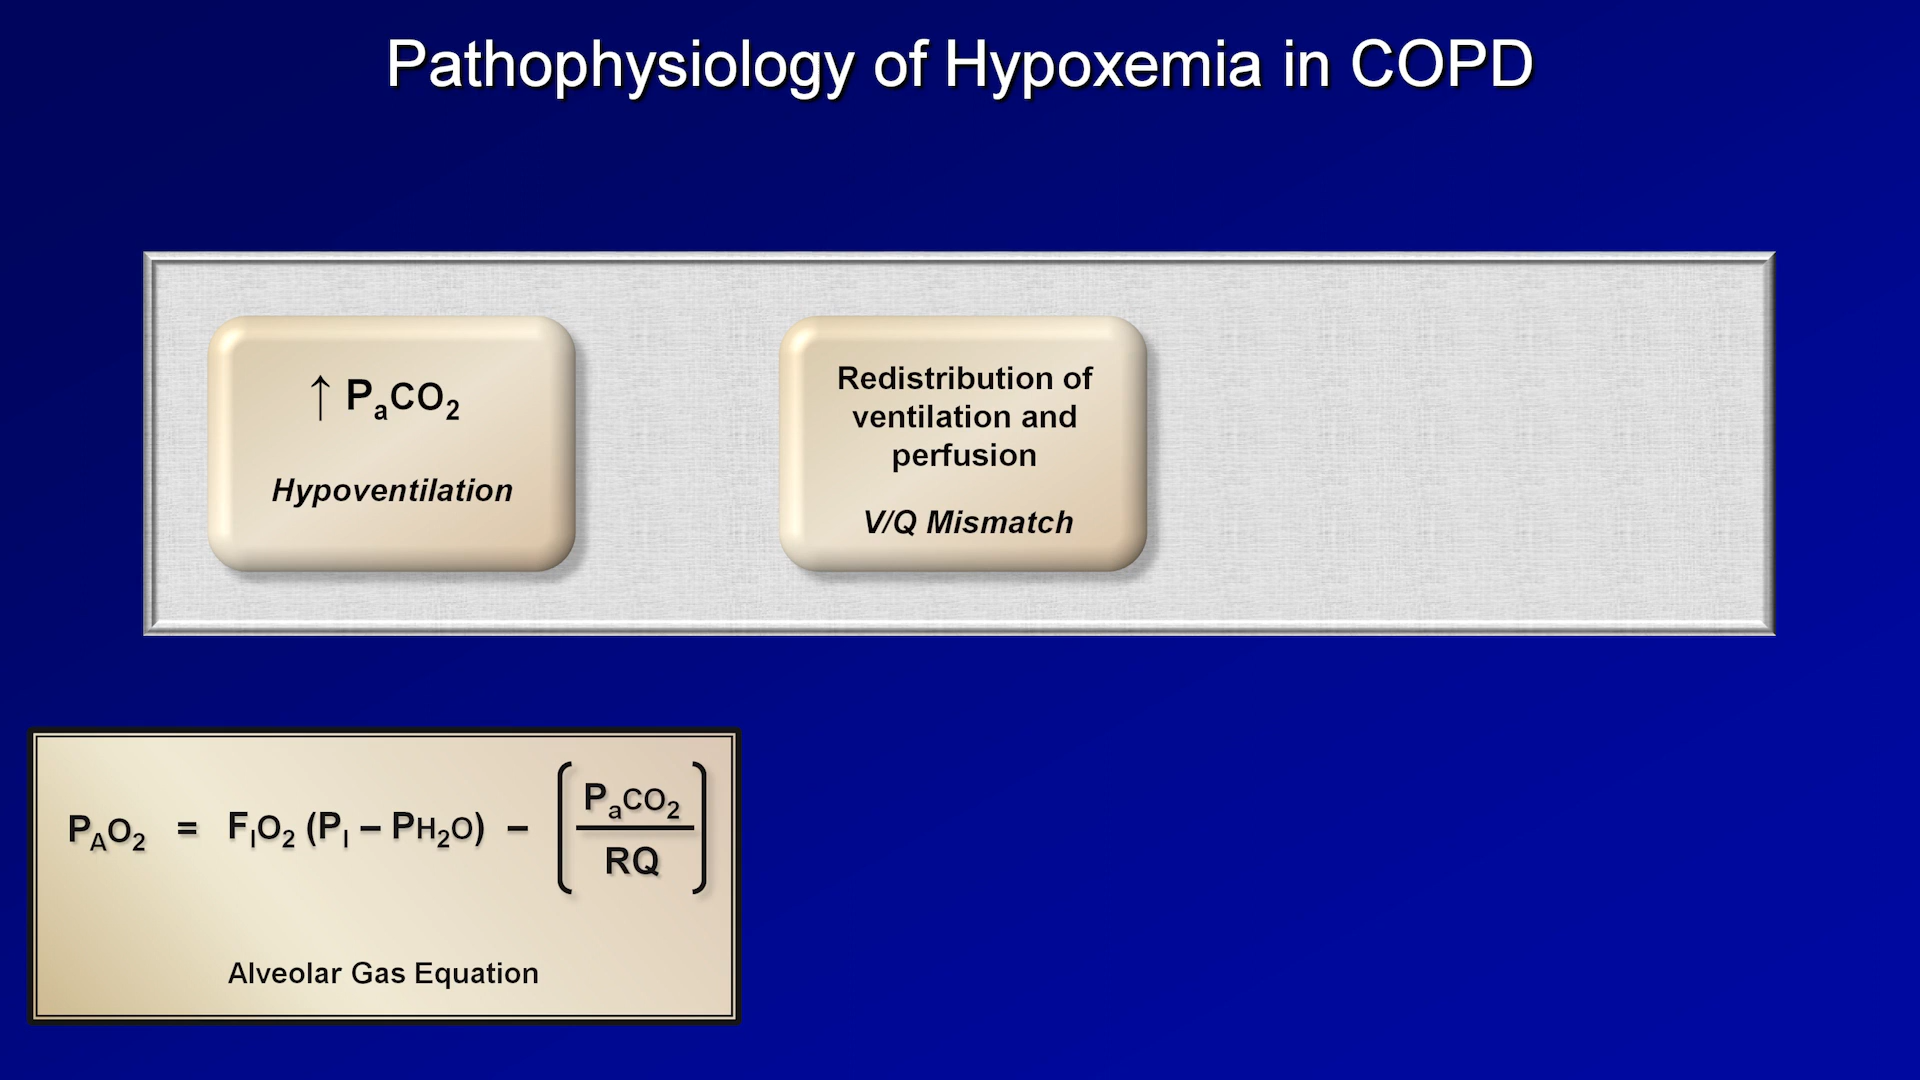 Pathophysiology of Hypoxemia in COPD
↑ PaCO₂
Hypoventilation
Redistribution of
ventilation and
perfusion
V/Q Mismatch
PAO₂ = FIO₂ (PI – PH₂O) – (PaCO₂ / RQ)
Alveolar Gas Equation